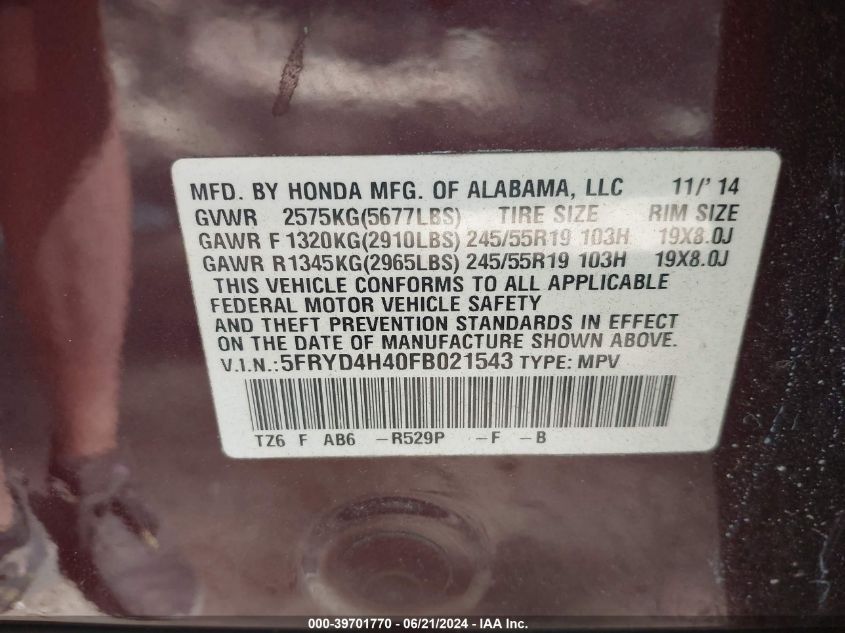 MFD. BY HONDA MFG. OF ALABAMA, LLC 11/'14
GVWR 2575KG(5677LBS) TIRE SIZE RIM SIZE
GAWR F 1320KG(2910LBS) 245/55R19 103H 19X8.0J
GAWR R1345KG(2965LBS) 245/55R19 103H 19X8.0J
THIS VEHICLE CONFORMS TO ALL APPLICABLE
FEDERAL MOTOR VEHICLE SAFETY
AND THEFT PREVENTION STANDARDS IN EFFECT
ON THE DATE OF MANUFACTURE SHOWN ABOVE.
V.I.N.:5FRYD4H40FB021543 TYPE: MPV
TZ6 F AB6 -R529P -F -B
000-39701770 - 06/21/2024 - IAA Inc.